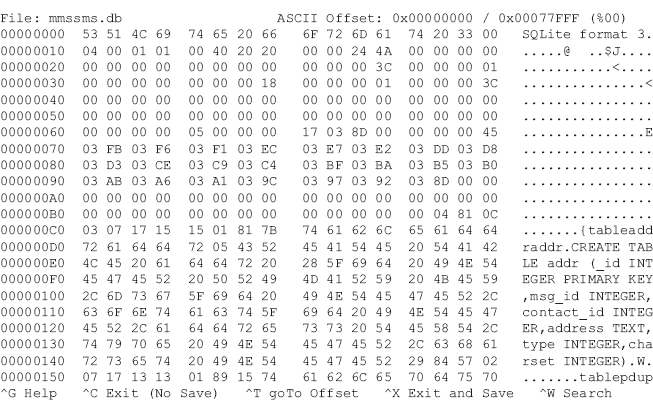 File: mmssms.db ASCII Offset: 0x00000000 / 0x00077FFF (%00)
00000000 53 51 4C 69 74 65 20 66 6F 72 6D 61 74 20 33 00 SQLite format 3.
00000010 04 00 01 01 00 40 20 20 00 00 24 4A 00 00 00 00 .....@ ..$J....
00000020 00 00 00 00 00 00 00 00 00 00 00 3C 00 00 00 01 ...........<....
00000030 00 00 00 00 00 00 00 18 00 00 00 01 00 00 00 3C ...............<
00000040 00 00 00 00 00 00 00 00 00 00 00 00 00 00 00 00 ................
00000050 00 00 00 00 00 00 00 00 00 00 00 00 00 00 00 00 ................
00000060 00 00 00 00 05 00 00 00 17 03 8D 00 00 00 00 45 ...............E
00000070 03 FB 03 F6 03 F1 03 EC 03 E7 03 E2 03 DD 03 D8 ................
00000080 03 D3 03 CE 03 C9 03 C4 03 BF 03 BA 03 B5 03 B0 ................
00000090 03 AB 03 A6 03 A1 03 9C 03 97 03 92 03 8D 00 00 ................
000000A0 00 00 00 00 00 00 00 00 00 00 00 00 00 00 00 00 ................
000000B0 00 00 00 00 00 00 00 00 00 00 00 00 00 04 81 0C ................
000000C0 03 07 17 15 15 01 81 7B 74 61 62 6C 65 61 64 64 .......{tableadd
000000D0 72 61 64 64 72 05 43 52 45 41 54 45 20 54 41 42 raddr.CREATE TAB
000000E0 4C 45 20 61 64 64 72 20 28 5F 69 64 20 49 4E 54 LE addr (_id INT
000000F0 45 47 45 52 20 50 52 49 4D 41 52 59 20 4B 45 59 EGER PRIMARY KEY
00000100 2C 6D 73 67 5F 69 64 20 49 4E 54 45 47 45 52 2C ,msg_id INTEGER,
00000110 63 6F 6E 74 61 63 74 5F 69 64 20 49 4E 54 45 47 contact_id INTEG
00000120 45 52 2C 61 64 64 72 65 73 73 20 54 45 58 54 2C ER,address TEXT,
00000130 74 79 70 65 20 49 4E 54 45 47 45 52 2C 63 68 61 type INTEGER,cha
00000140 72 73 65 74 20 49 4E 54 45 47 45 52 29 84 57 02 rset INTEGER).W.
00000150 07 17 13 13 01 89 15 74 61 62 6C 65 70 64 75 70 .......tablepdup
^G Help ^C Exit (No Save) ^T goTo Offset ^X Exit and Save ^W Search